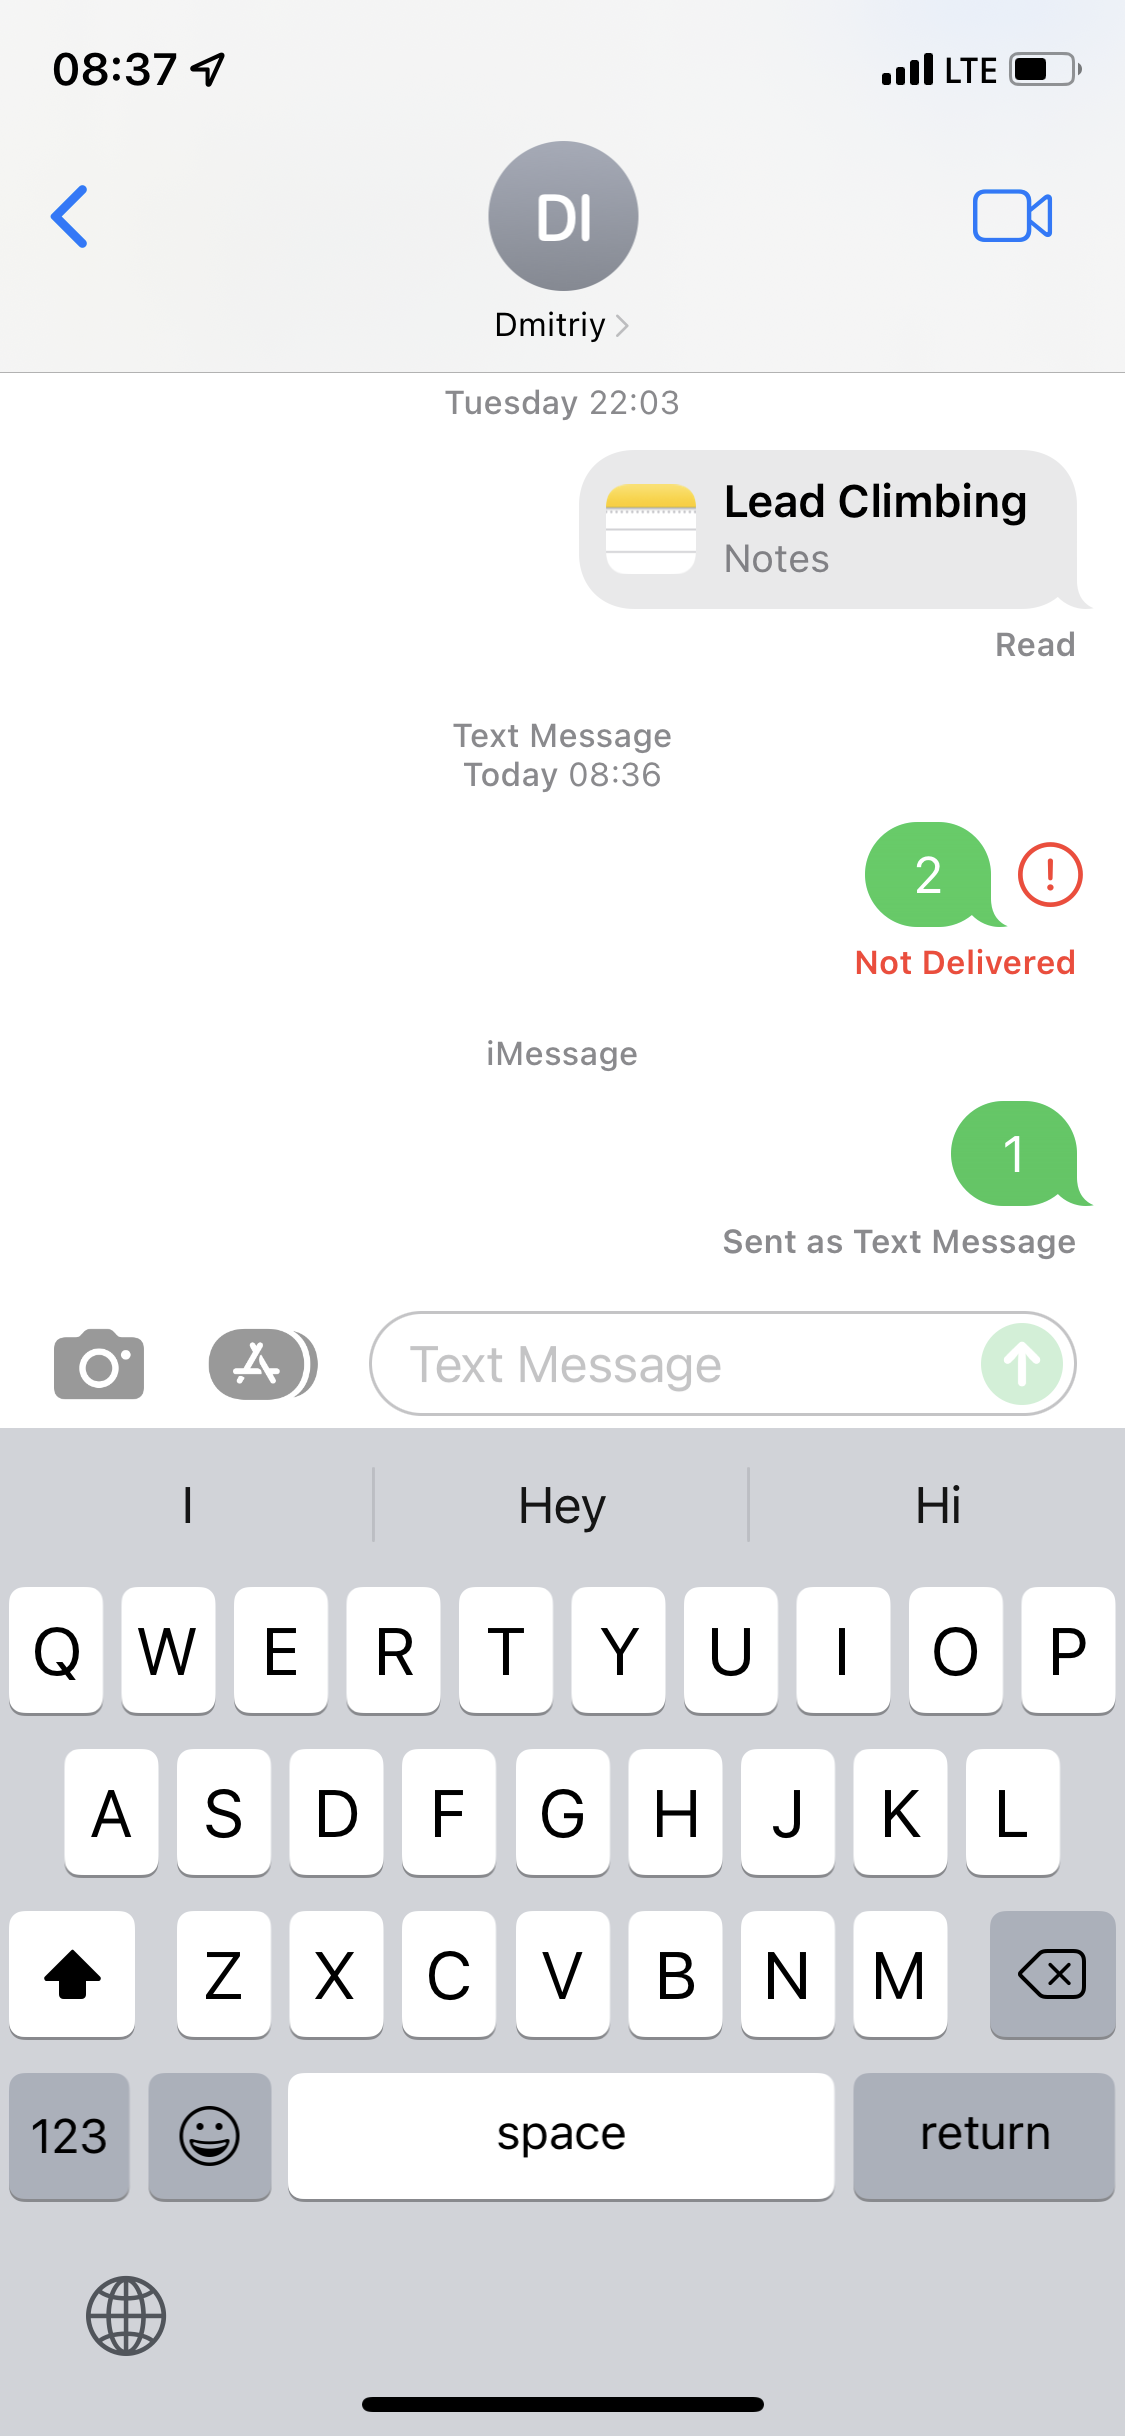 08:37
LTE
DI
Dmitriy
Tuesday 22:03
Lead Climbing
Notes
Read
Text Message
Today 08:36
2
!
Not Delivered
iMessage
1
Sent as Text Message
Text Message
I Hey Hi
Q W E R T Y U I O P
A S D F G H J K L
Z X C V B N M
123 space return